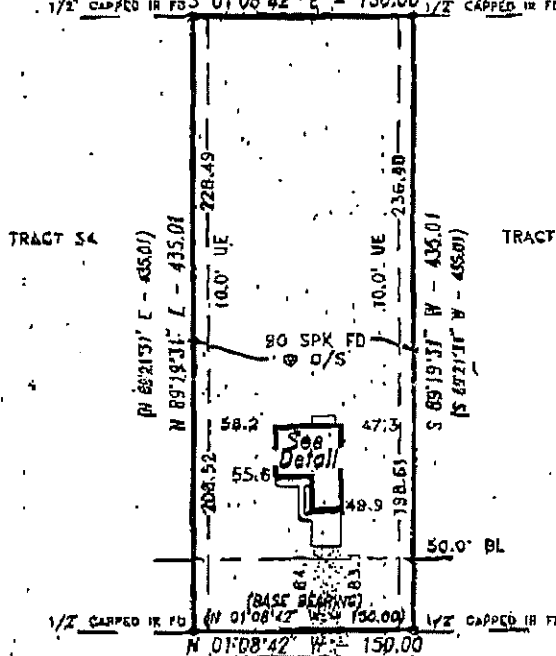 1/2" CAPPED IR FD S 01°08'42" E - 150.00 1/2" CAPPED IR FD
228.49
236.40
TRACT 54
TRACT
10.0' UE
10.0' UE
(N 89°21'31" E - 435.01)
N 89°19'31" E - 435.01
S 89°19'31" W - 435.01
(S 89°21'31" W - 435.01)
80 SPK FD
@ O/S
58.2
47.3
See
Detail
55.6
208.52
198.61
49.9
50.0' BL
84.
83.
(BASE BEARING)
1/2" CAPPED IR FD (N 01°08'42" W - 150.00) 1/2" CAPPED IR FD
N 01°08'42" W - 150.00